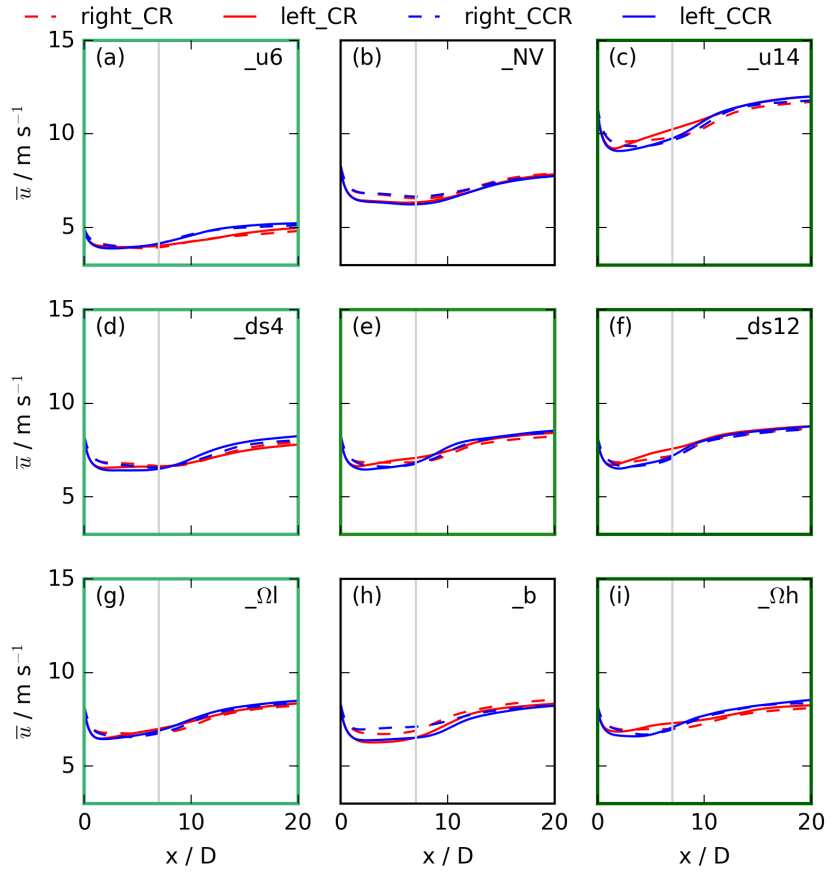 right_CR left_CR right_CCR left_CCR
15 (a) _u6 (b) _NV (c) _u14
10
5
u̅ / m s⁻¹
15 (d) _ds4 (e) (f) _ds12
10
5
u̅ / m s⁻¹
15 (g) _Ωl (h) _b (i) _Ωh
10
5
u̅ / m s⁻¹
0 10 20 0 10 20 0 10 20
x / D x / D x / D